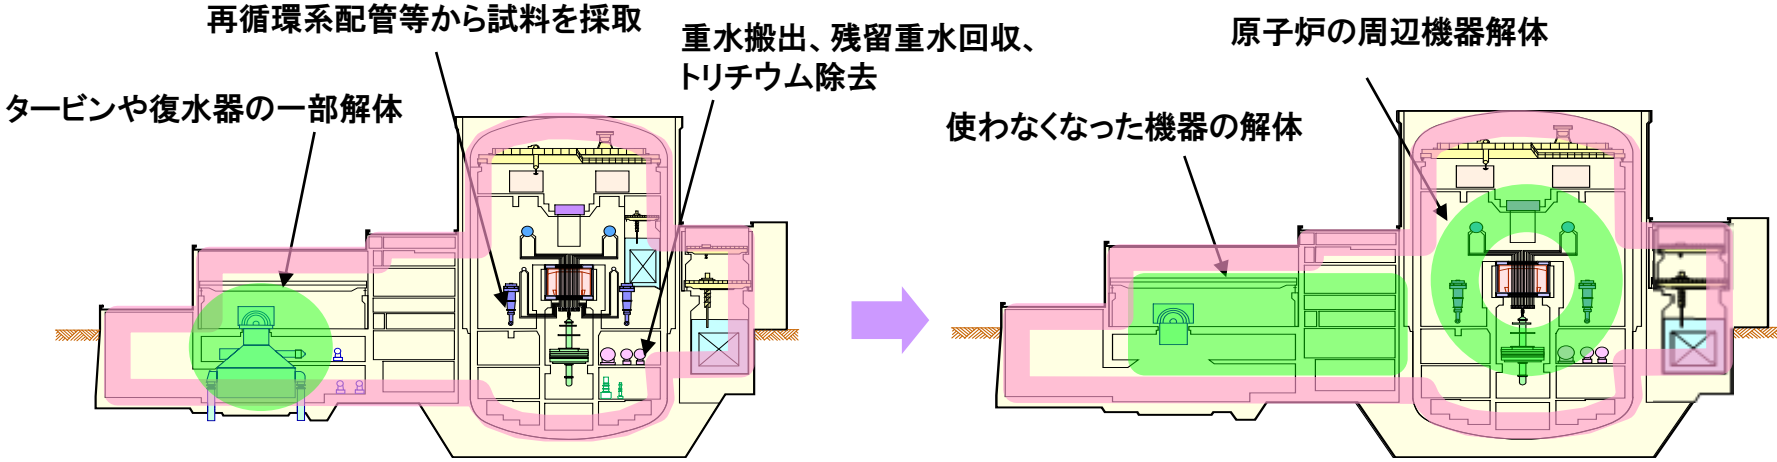 再循環系配管等から試料を採取
重水搬出、残留重水回収、
トリチウム除去
タービンや復水器の一部解体
原子炉の周辺機器解体
使わなくなった機器の解体